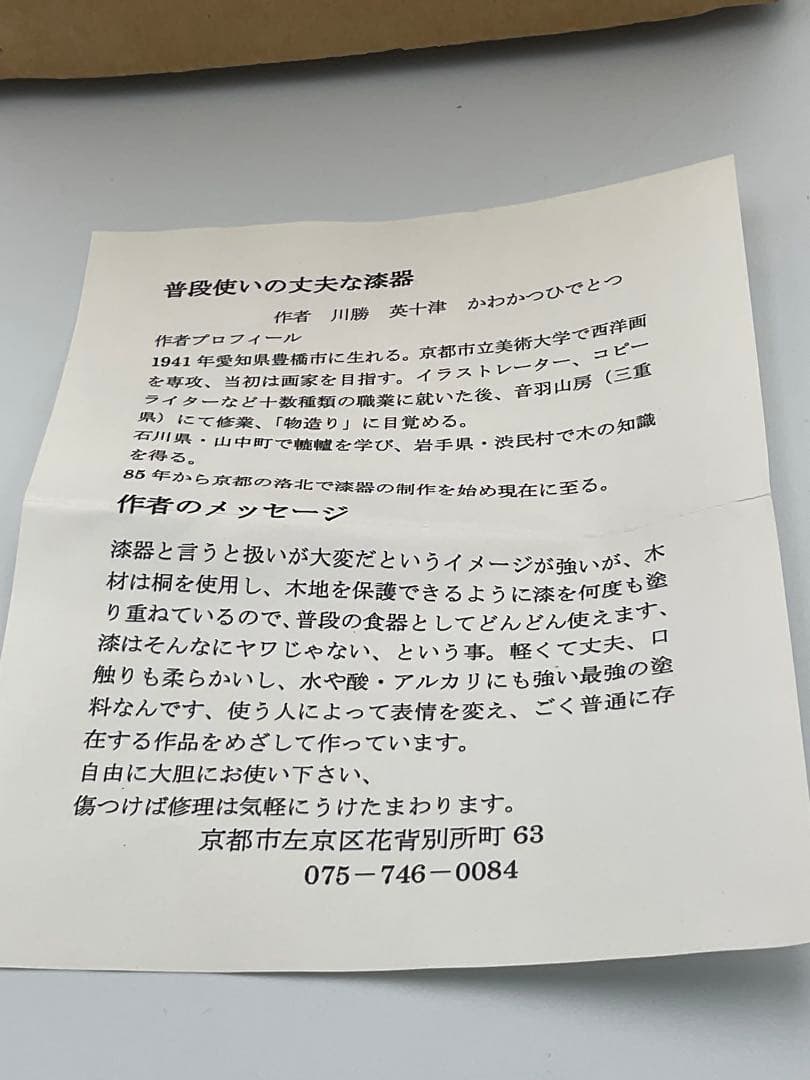 普段使いの丈夫な漆器
作者　川勝　英十津　かわかつひでとつ
作者プロフィール
1941年愛知県豊橋市に生れる。京都市立美術大学で西洋画
を専攻、当初は画家を目指す。イラストレーター、コピー
ライターなど十数種類の職業に就いた後、音羽山房（三重
県）にて修業、「物造り」に目覚める。
石川県・山中町で轆轤を学び、岩手県・渋民村で木の知識
を得る。
85年から京都の洛北で漆器の制作を始め現在に至る。
作者のメッセージ
漆器と言うと扱いが大変だというイメージが強いが、木
材は桐を使用し、木地を保護できるように漆を何度も塗
り重ねているので、普段の食器としてどんどん使えます、
漆はそんなにヤワじゃない、という事。軽くて丈夫、口
触りも柔らかいし、水や酸・アルカリにも強い最強の塗
料なんです、使う人によって表情を変え、ごく普通に存
在する作品をめざして作っています。
自由に大胆にお使い下さい、
傷つけば修理は気軽にうけたまわります。
京都市左京区花背別所町63
075－746－0084